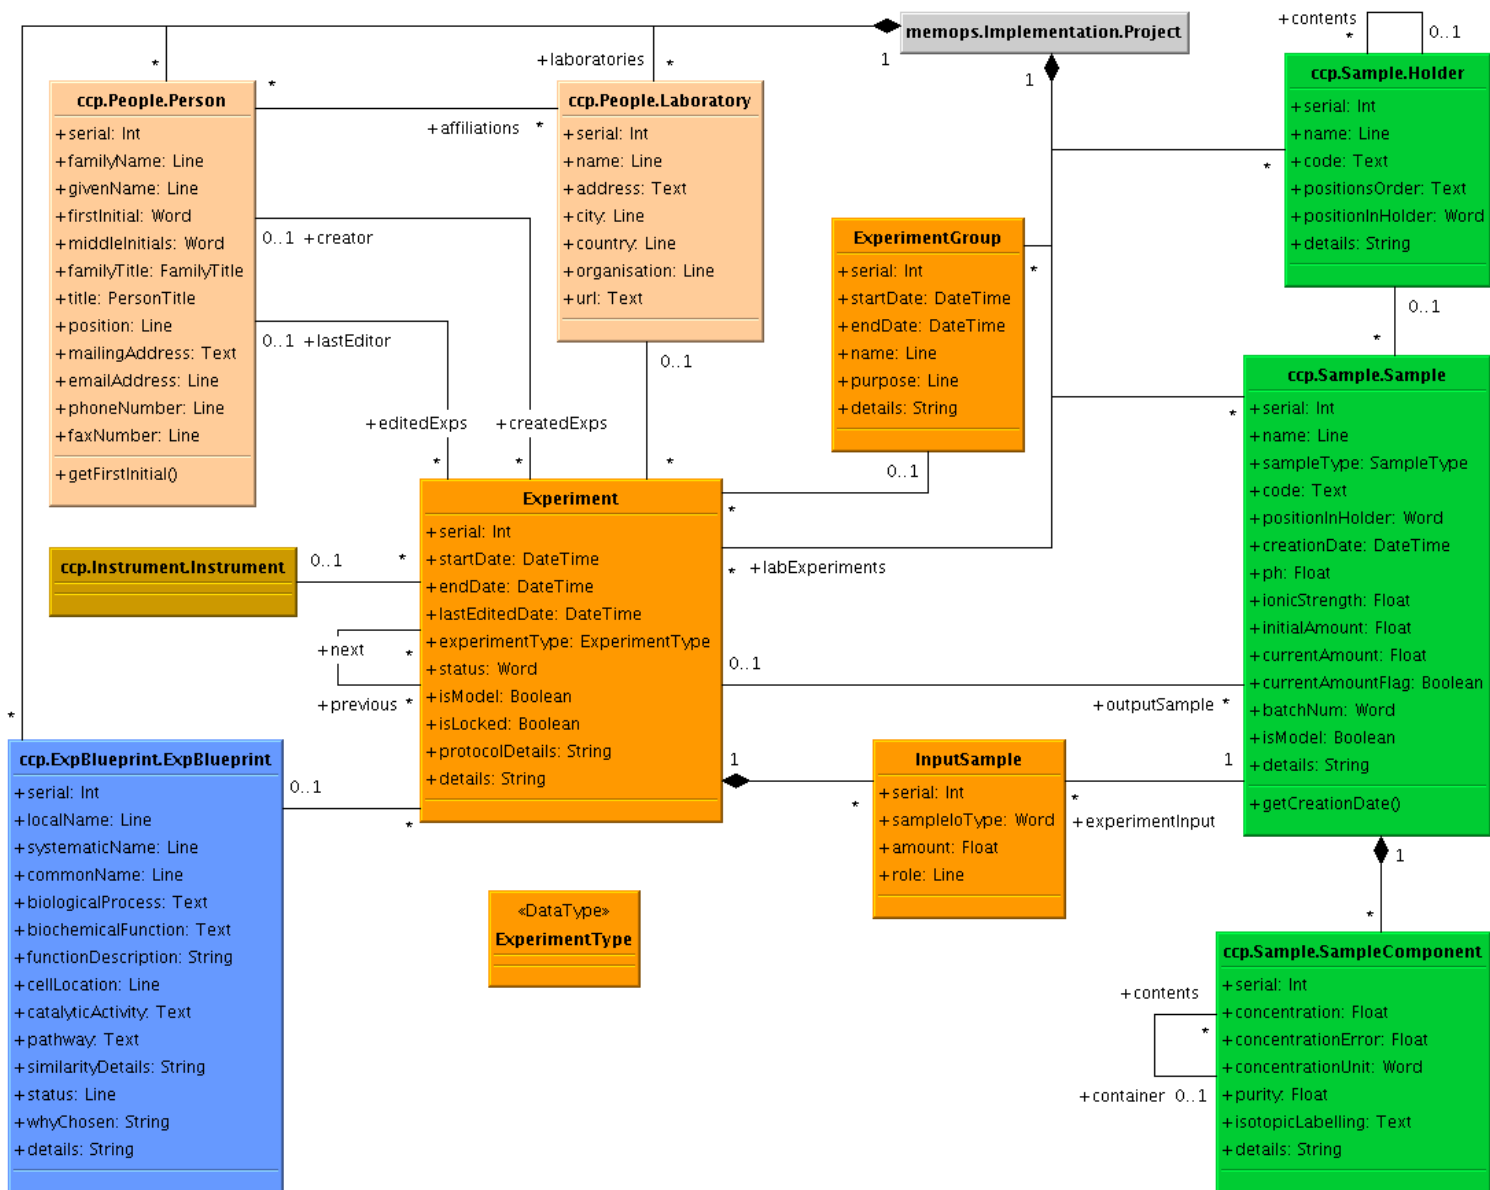 memops.Implementation.Project
1
1
+contents
*
0..1
*
+laboratories
*
ccp.People.Person
+serial: Int
+familyName: Line
+givenName: Line
+firstInitial: Word
+middleInitials: Word
+familyTitle: FamilyTitle
+title: PersonTitle
+position: Line
+mailingAddress: Text
+emailAddress: Line
+phoneNumber: Line
+faxNumber: Line
+getFirstInitial()
*
+affiliations
*
ccp.People.Laboratory
+serial: Int
+name: Line
+address: Text
+city: Line
+country: Line
+organisation: Line
+url: Text
0..1
*
0..1 +creator
0..1 +lastEditor
+editedExps
*
+createdExps
*
ExperimentGroup
+serial: Int
+startDate: DateTime
+endDate: DateTime
+name: Line
+purpose: Line
+details: String
*
0..1
*
ccp.Sample.Holder
+serial: Int
+name: Line
+code: Text
+positionsOrder: Text
+positionInHolder: Word
+details: String
*
0..1
*
ccp.Sample.Sample
+serial: Int
+name: Line
+sampleType: SampleType
+code: Text
+positionInHolder: Word
+creationDate: DateTime
+ph: Float
+ionicStrength: Float
+initialAmount: Float
+currentAmount: Float
+currentAmountFlag: Boolean
+batchNum: Word
+isModel: Boolean
+details: String
+getCreationDate()
*
Experiment
+serial: Int
+startDate: DateTime
+endDate: DateTime
+lastEditedDate: DateTime
+experimentType: ExperimentType
+status: Word
+isModel: Boolean
+isLocked: Boolean
+protocolDetails: String
+details: String
* +labExperiments
ccp.Instrument.Instrument
0..1
*
+next
*
+previous *
0..1
+outputSample *
*
ccp.ExpBlueprint.ExpBlueprint
+serial: Int
+localName: Line
+systematicName: Line
+commonName: Line
+biologicalProcess: Text
+biochemicalFunction: Text
+functionDescription: String
+cellLocation: Line
+catalyticActivity: Text
+pathway: Text
+similarityDetails: String
+status: Line
+whyChosen: String
+details: String
0..1
*
1
*
InputSample
+serial: Int
+sampleIoType: Word
+amount: Float
+role: Line
1
*
+experimentInput
«DataType»
ExperimentType
1
*
ccp.Sample.SampleComponent
+serial: Int
+concentration: Float
+concentrationError: Float
+concentrationUnit: Word
+purity: Float
+isotopicLabelling: Text
+details: String
+contents
*
+container 0..1